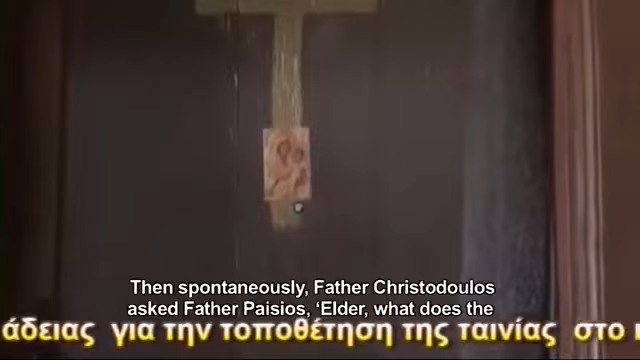 Then spontaneously, Father Christodoulos
asked Father Paisios, ‘Elder, what does the
άδειας για την τοποθέτηση της ταινίας στο